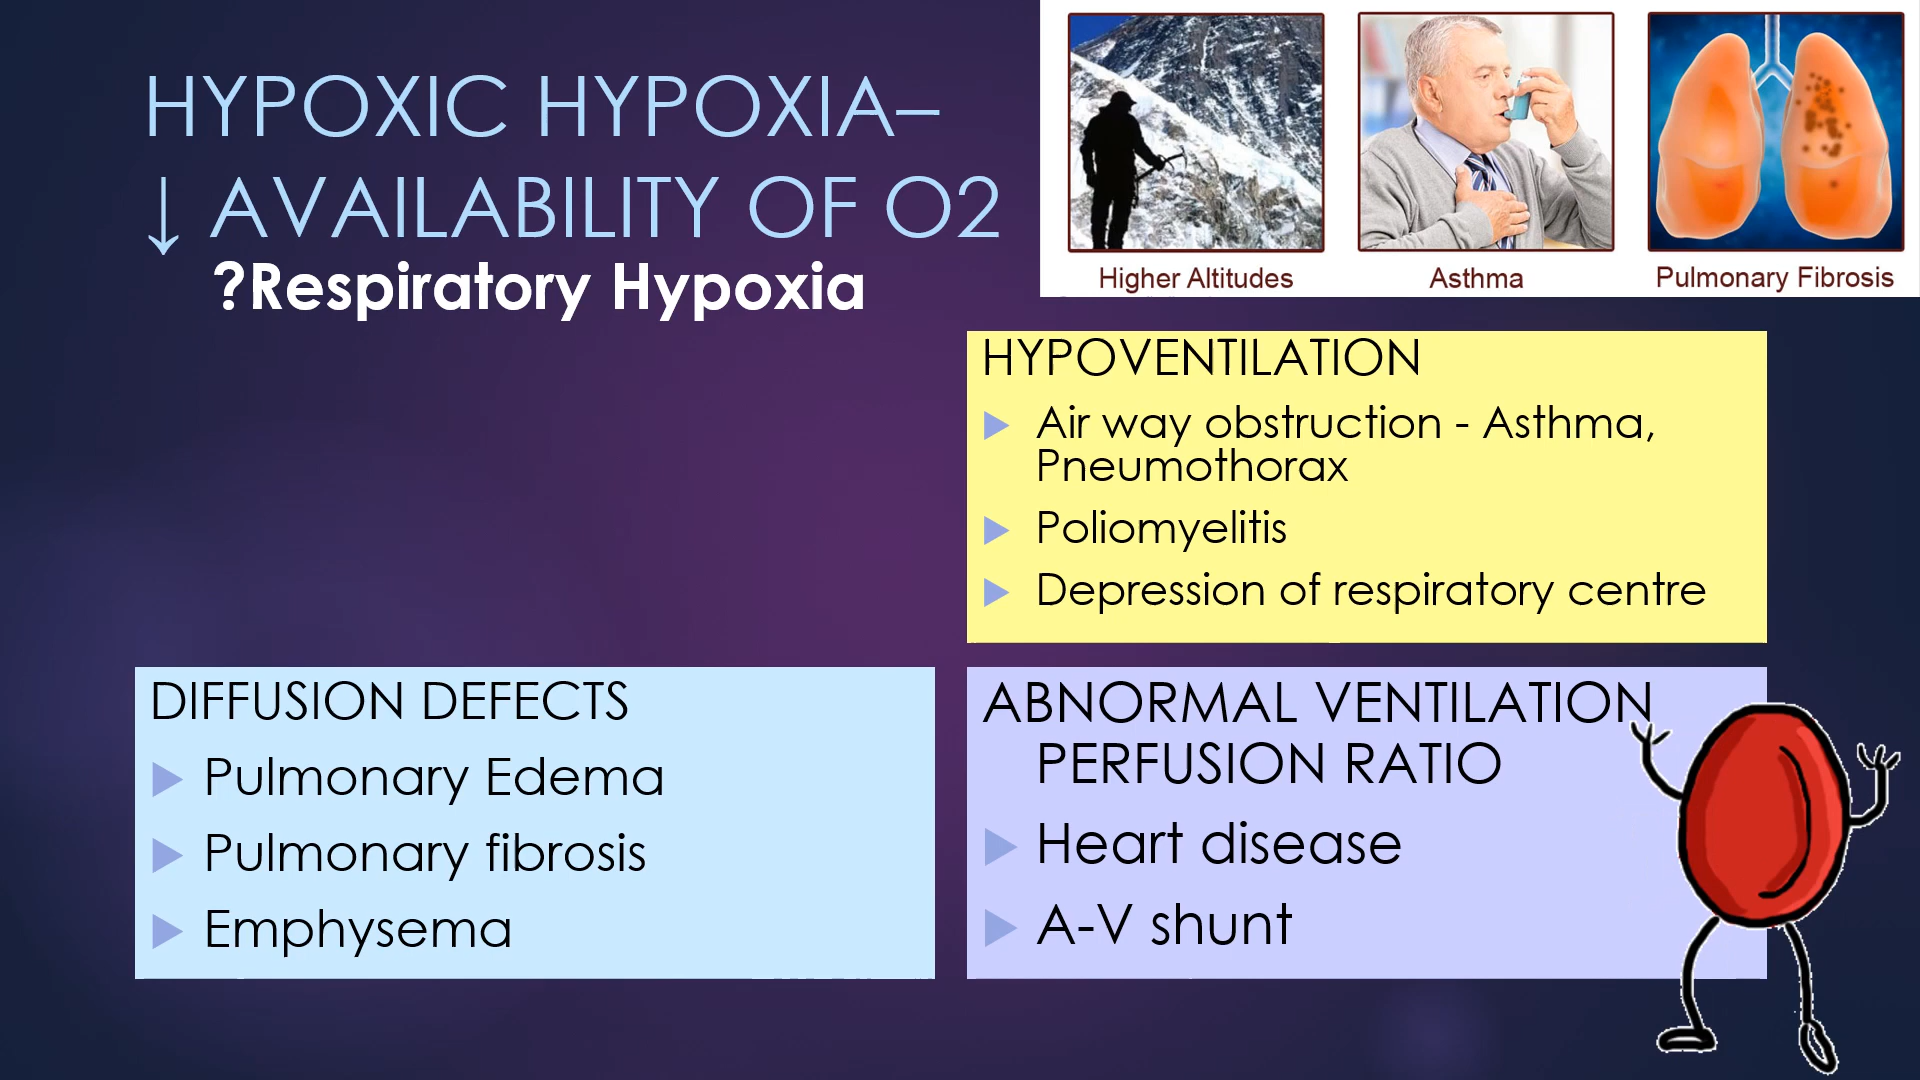 HYPOXIC HYPOXIA–
↓ AVAILABILITY OF O2
?Respiratory Hypoxia
Higher Altitudes
Asthma
Pulmonary Fibrosis
HYPOVENTILATION
Air way obstruction - Asthma,
Pneumothorax
Poliomyelitis
Depression of respiratory centre
DIFFUSION DEFECTS
Pulmonary Edema
Pulmonary fibrosis
Emphysema
ABNORMAL VENTILATION
PERFUSION RATIO
Heart disease
A-V shunt